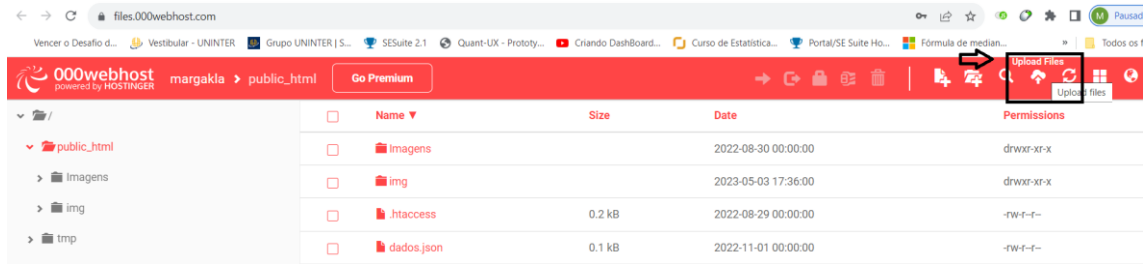 files.000webhost.com
Pausad
Vencer o Desafio d... Vestibular - UNINTER Grupo UNINTER | S... SESuite 2.1 Quant-UX - Prototy... Criando DashBoard... Curso de Estatística... Portal/SE Suite Ho... Fórmula de median... » Todos os f
000webhost
powered by HOSTINGER
margakla > public_html
Go Premium
Upload Files
Upload files
/
Name ▼ Size Date Permissions
public_html
Imagens 2022-08-30 00:00:00 drwxr-xr-x
Imagens
img 2023-05-03 17:36:00 drwxr-xr-x
img
.htaccess 0.2 kB 2022-08-29 00:00:00 -rw-r--r--
tmp
dados.json 0.1 kB 2022-11-01 00:00:00 -rw-r--r--